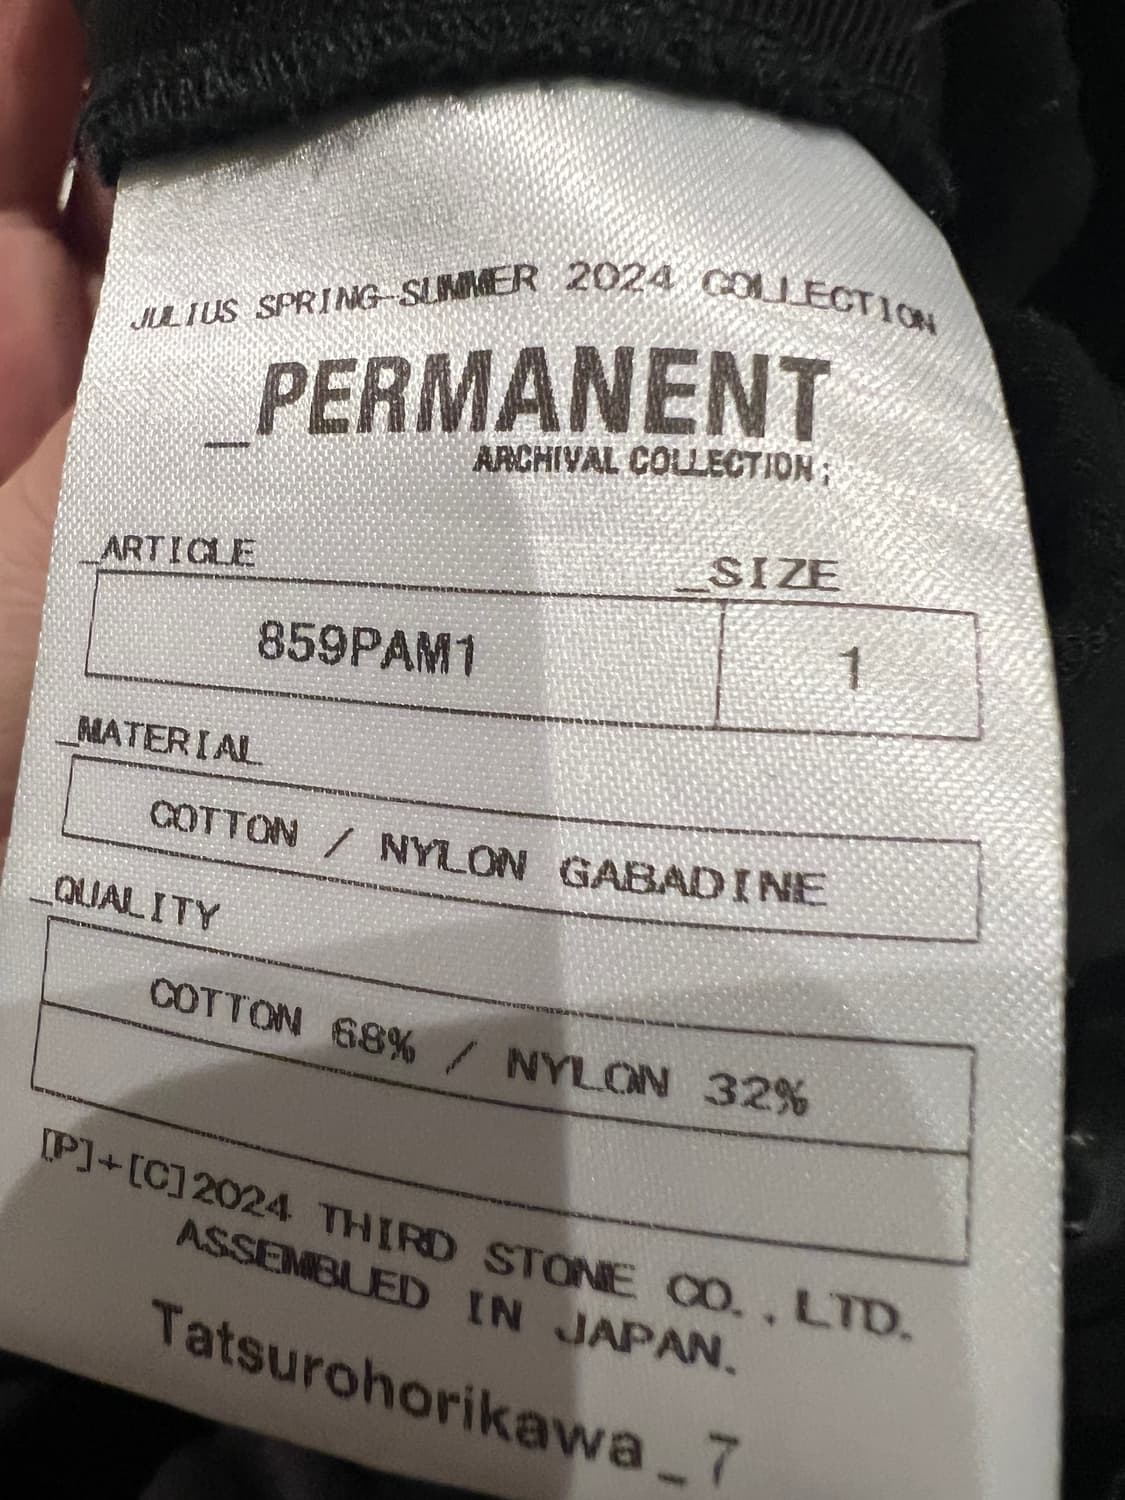 JULIUS SPRING-SUMMER 2024 COLLECTION
_PERMANENT
ARCHIVAL COLLECTION;
_ARTICLE
_SIZE
859PAM1
1
_MATERIAL
COTTON / NYLON GABADINE
_QUALITY
COTTON 68% / NYLON 32%
[P]+[C]2024 THIRD STONE CO.,LTD.
ASSEMBLED IN JAPAN.
Tatsurohorikawa_7